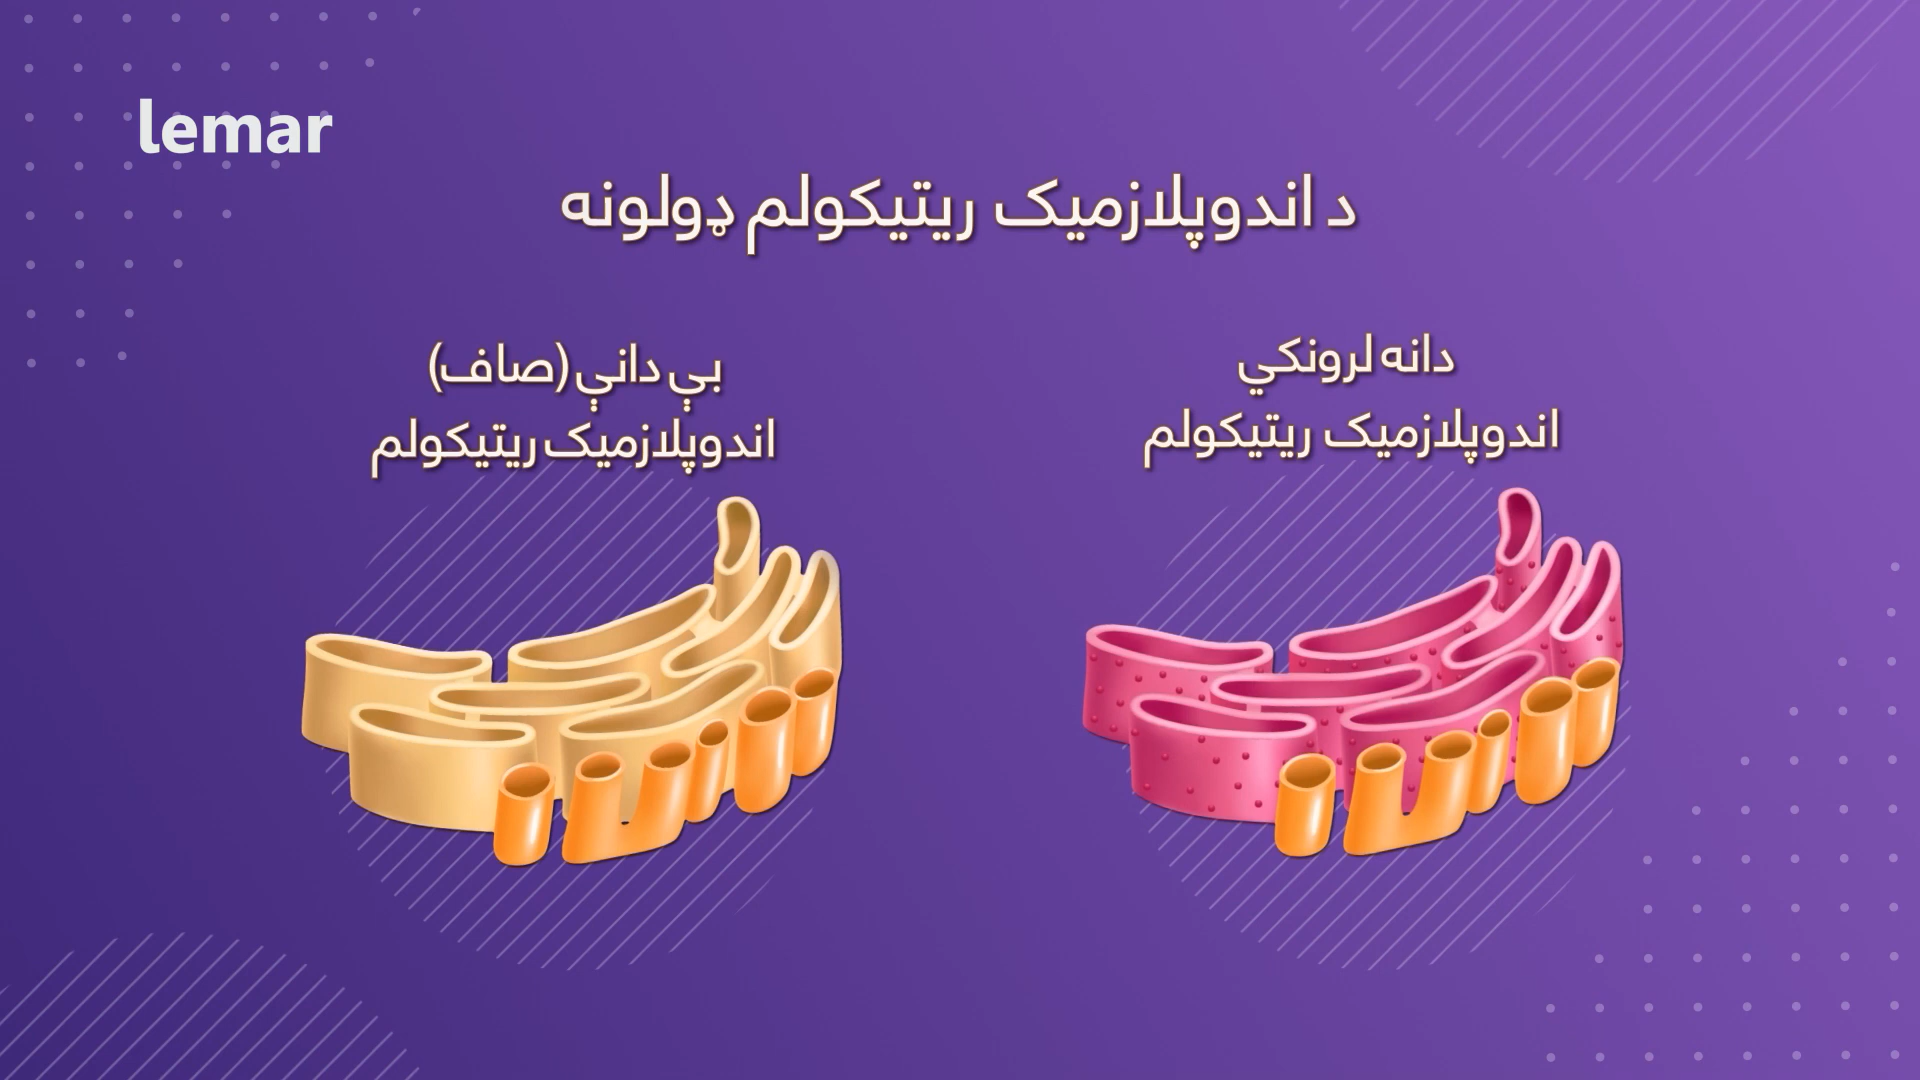 lemar
د اندوپلازمیک ریتیکولم ډولونه
دانه لرونکي
اندوپلازمیک ریتیکولم
بې دانې (صاف)
اندوپلازمیک ریتیکولم